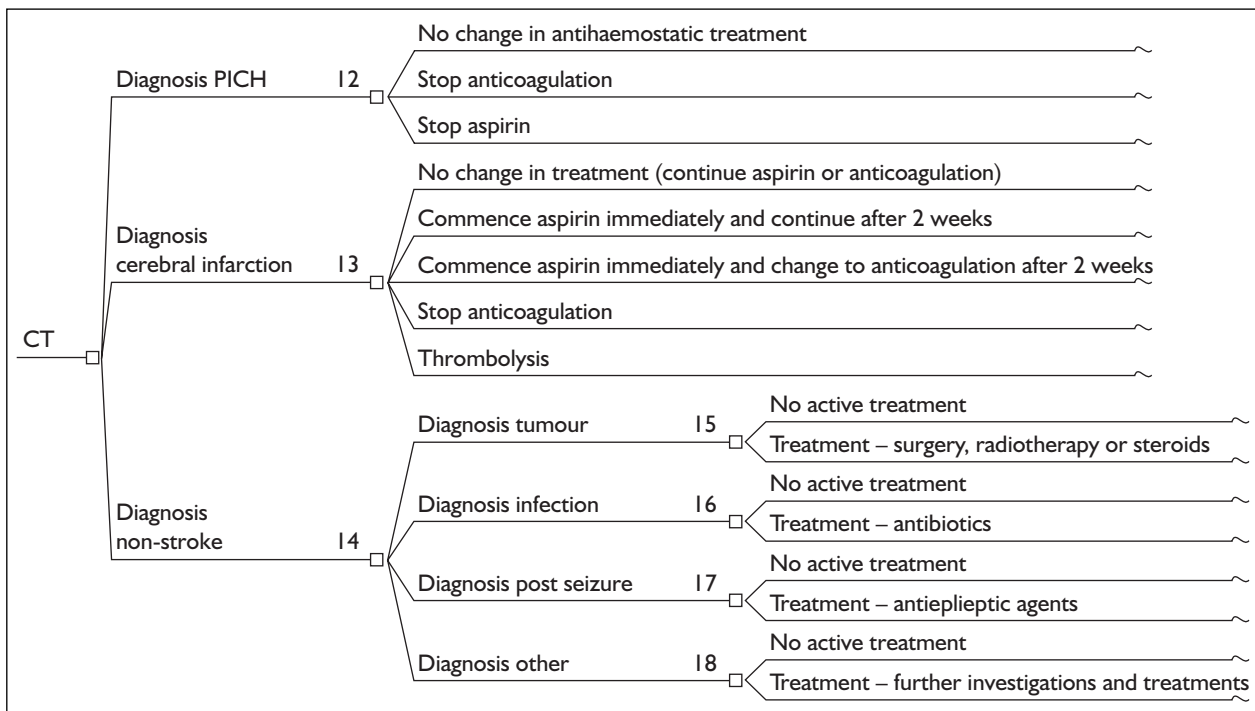 No change in antihaemostatic treatment
Diagnosis PICH 12
Stop anticoagulation
Stop aspirin
No change in treatment (continue aspirin or anticoagulation)
Commence aspirin immediately and continue after 2 weeks
Diagnosis
cerebral infarction 13
Commence aspirin immediately and change to anticoagulation after 2 weeks
Stop anticoagulation
CT
Thrombolysis
No active treatment
Diagnosis tumour 15
Treatment – surgery, radiotherapy or steroids
No active treatment
Diagnosis infection 16
Treatment – antibiotics
Diagnosis
non-stroke 14
No active treatment
Diagnosis post seizure 17
Treatment – antieplieptic agents
No active treatment
Diagnosis other 18
Treatment – further investigations and treatments